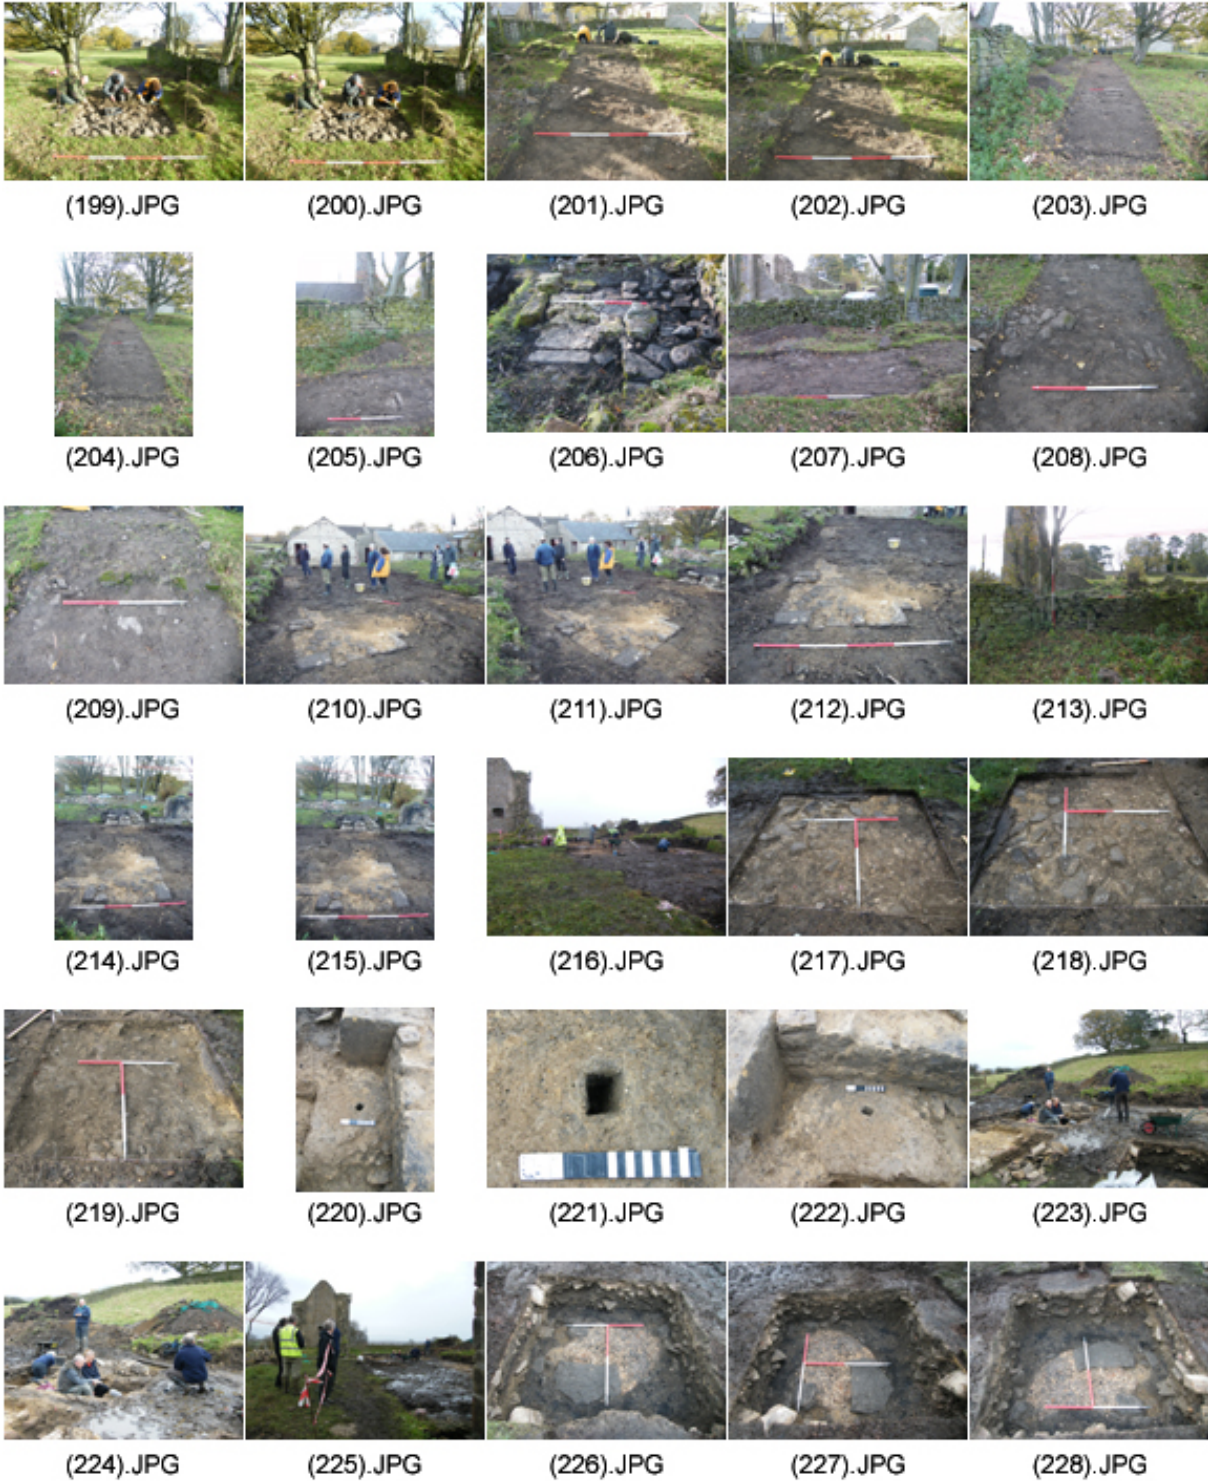 (199).JPG (200).JPG (201).JPG (202).JPG (203).JPG
(204).JPG (205).JPG (206).JPG (207).JPG (208).JPG
(209).JPG (210).JPG (211).JPG (212).JPG (213).JPG
(214).JPG (215).JPG (216).JPG (217).JPG (218).JPG
(219).JPG (220).JPG (221).JPG (222).JPG (223).JPG
(224).JPG (225).JPG (226).JPG (227).JPG (228).JPG